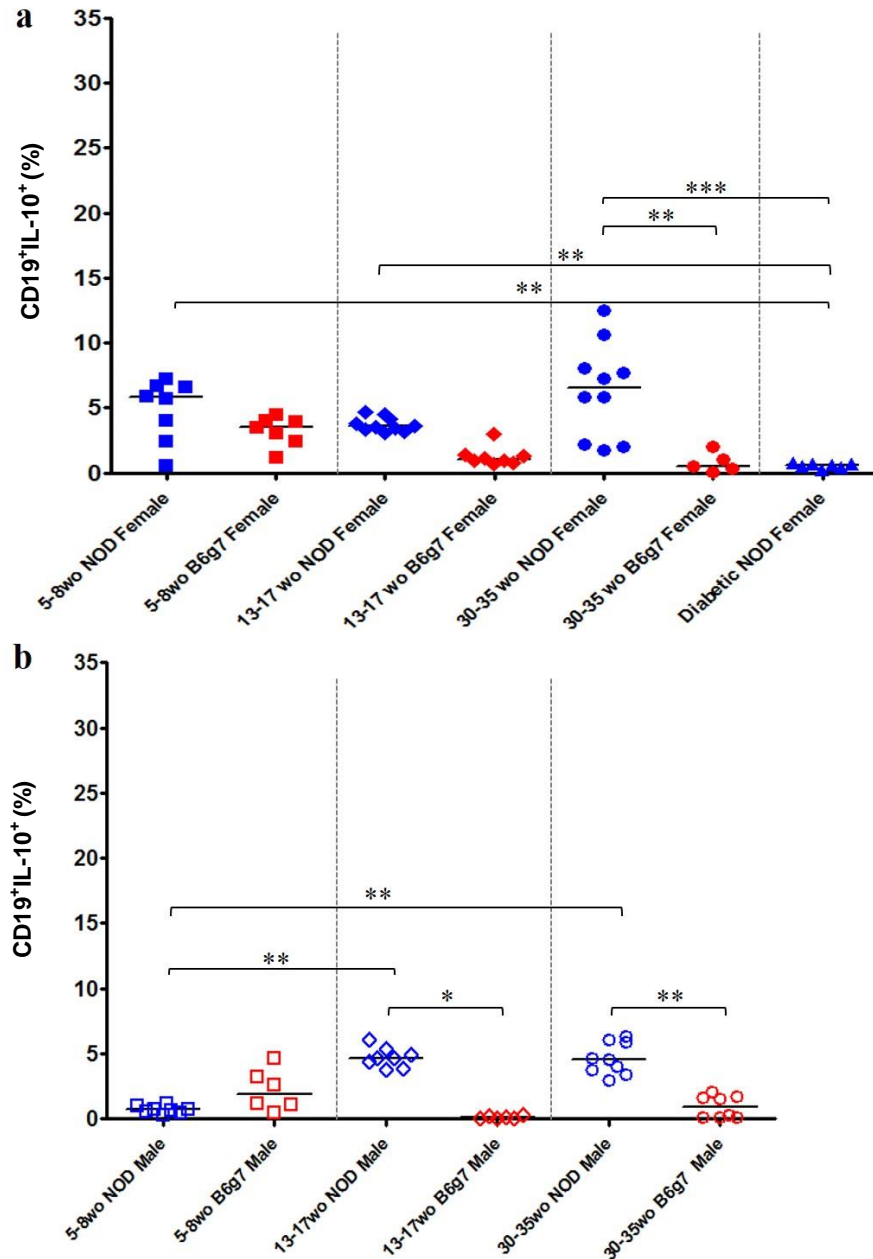 a
CD19⁺IL-10⁺ (%)
35
30
25
20
15
10
5
0
***
**
**
**
5-8wo NOD Female
5-8wo B6g7 Female
13-17 wo NOD Female
13-17 wo B6g7 Female
30-35 wo NOD Female
30-35 wo B6g7 Female
Diabetic NOD Female
b
CD19⁺IL-10⁺ (%)
35
30
25
20
15
10
5
0
**
**
*
**
5-8wo NOD Male
5-8wo B6g7 Male
13-17wo NOD Male
13-17wo B6g7 Male
30-35wo NOD Male
30-35wo B6g7 Male